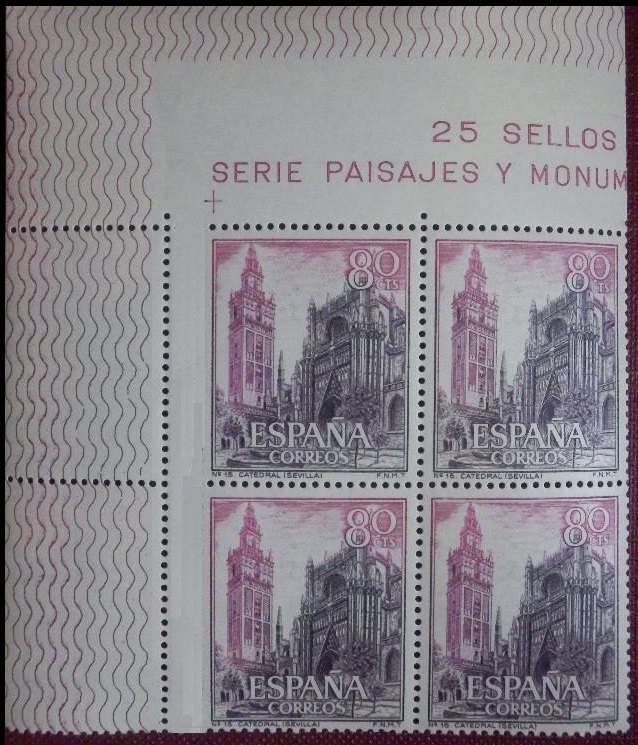 25 SELLOS
SERIE PAISAJES Y MONUM
80 CTS
ESPAÑA
CORREOS
Nº 15. CATEDRAL (SEVILLA) F.N.M.T
80 CTS
ESPAÑA
CORREOS
Nº 15. CATEDRAL (SEVILLA) F.N.M.T
80 CTS
ESPAÑA
CORREOS
Nº 15. CATEDRAL (SEVILLA) F.N.M.T
80 CTS
ESPAÑA
CORREOS
Nº 15. CATEDRAL (SEVILLA) F.N.M.T